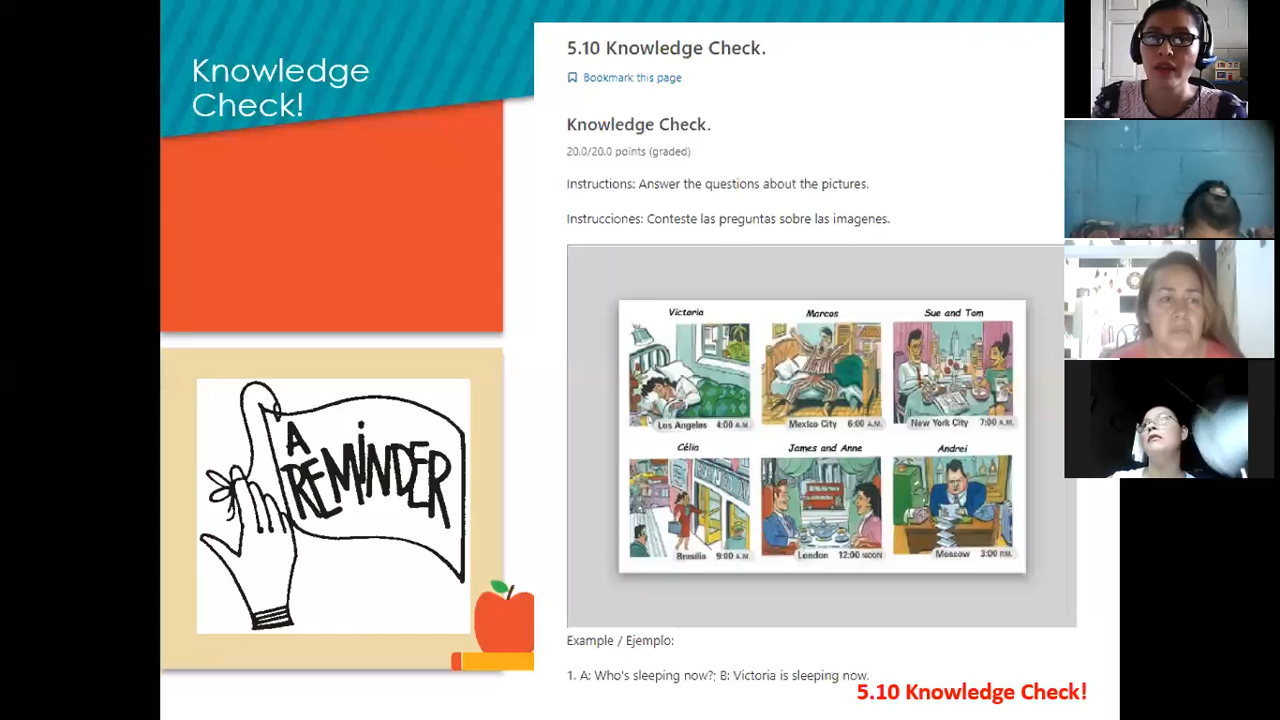 Knowledge
Check!
A
REMINDER
5.10 Knowledge Check.
Bookmark this page
Knowledge Check.
20.0/20.0 points (graded)
Instructions: Answer the questions about the pictures.
Instrucciones: Conteste las preguntas sobre las imagenes.
Victoria
Marcos
Sue and Tom
Los Angeles 4:00 A.M.
Mexico City 6:00 A.M.
New York City 7:00 A.M.
Célia
James and Anne
Andrei
Brasilia 9:00 A.M.
London 12:00 NOON
Moscow 3:00 P.M.
Example / Ejemplo:
1. A: Who's sleeping now?; B: Victoria is sleeping now.
5.10 Knowledge Check!